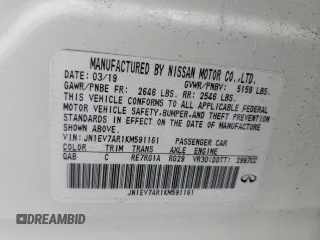 MANUFACTURED BY NISSAN MOTOR CO.,LTD.
DATE: 03/19 GVWR/PNBV: 5159 LBS.
GAWR/PNBE FR: 2646 LBS. RR: 2546 LBS.
THIS VEHICLE CONFORMS TO ALL APPLICABLE FEDERAL
MOTOR VEHICLE SAFETY, BUMPER, AND THEFT PREVENTION
STANDARDS IN EFFECT ON THE DATE OF MANUFACTURE
SHOWN ABOVE.
VIN: JN1EV7AR1KM591161 PASSENGER CAR
COLOR TRIM TRANS AXLE ENGINE
QAB C RE7R01A RG29 VR30(DDTT) 2997CC
JN1EV7AR1KM591161
DREAMBID